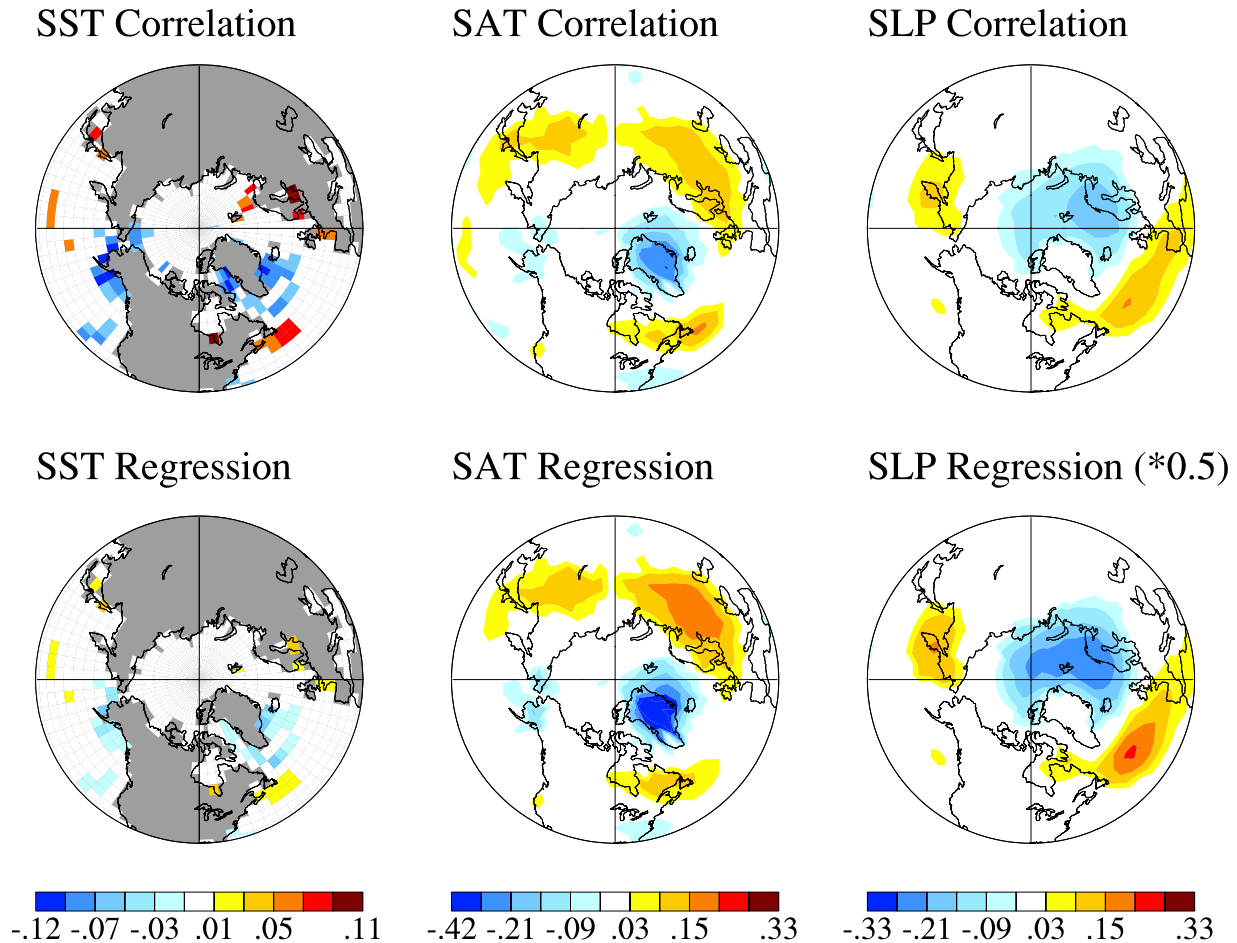 SST Correlation
SAT Correlation
SLP Correlation
SST Regression
SAT Regression
SLP Regression (*0.5)
-.12 -.07 -.03 .01 .05 .11
-.42 -.21 -.09 .03 .15 .33
-.33 -.21 -.09 .03 .15 .33